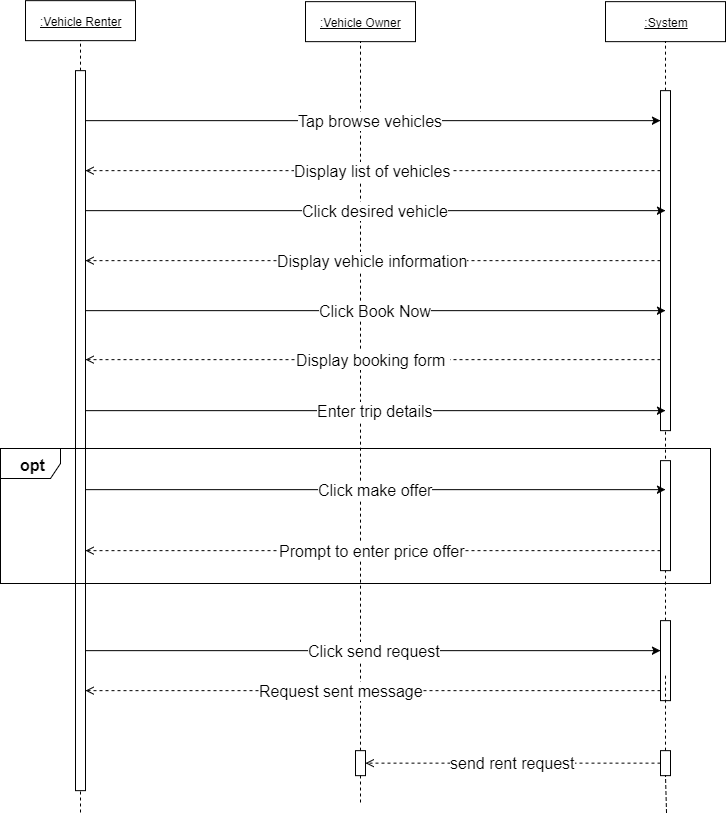 :Vehicle Renter
:Vehicle Owner
:System
Tap browse vehicles
Display list of vehicles
Click desired vehicle
Display vehicle information
Click Book Now
Display booking form
Enter trip details
opt
Click make offer
Prompt to enter price offer
Click send request
Request sent message
send rent request